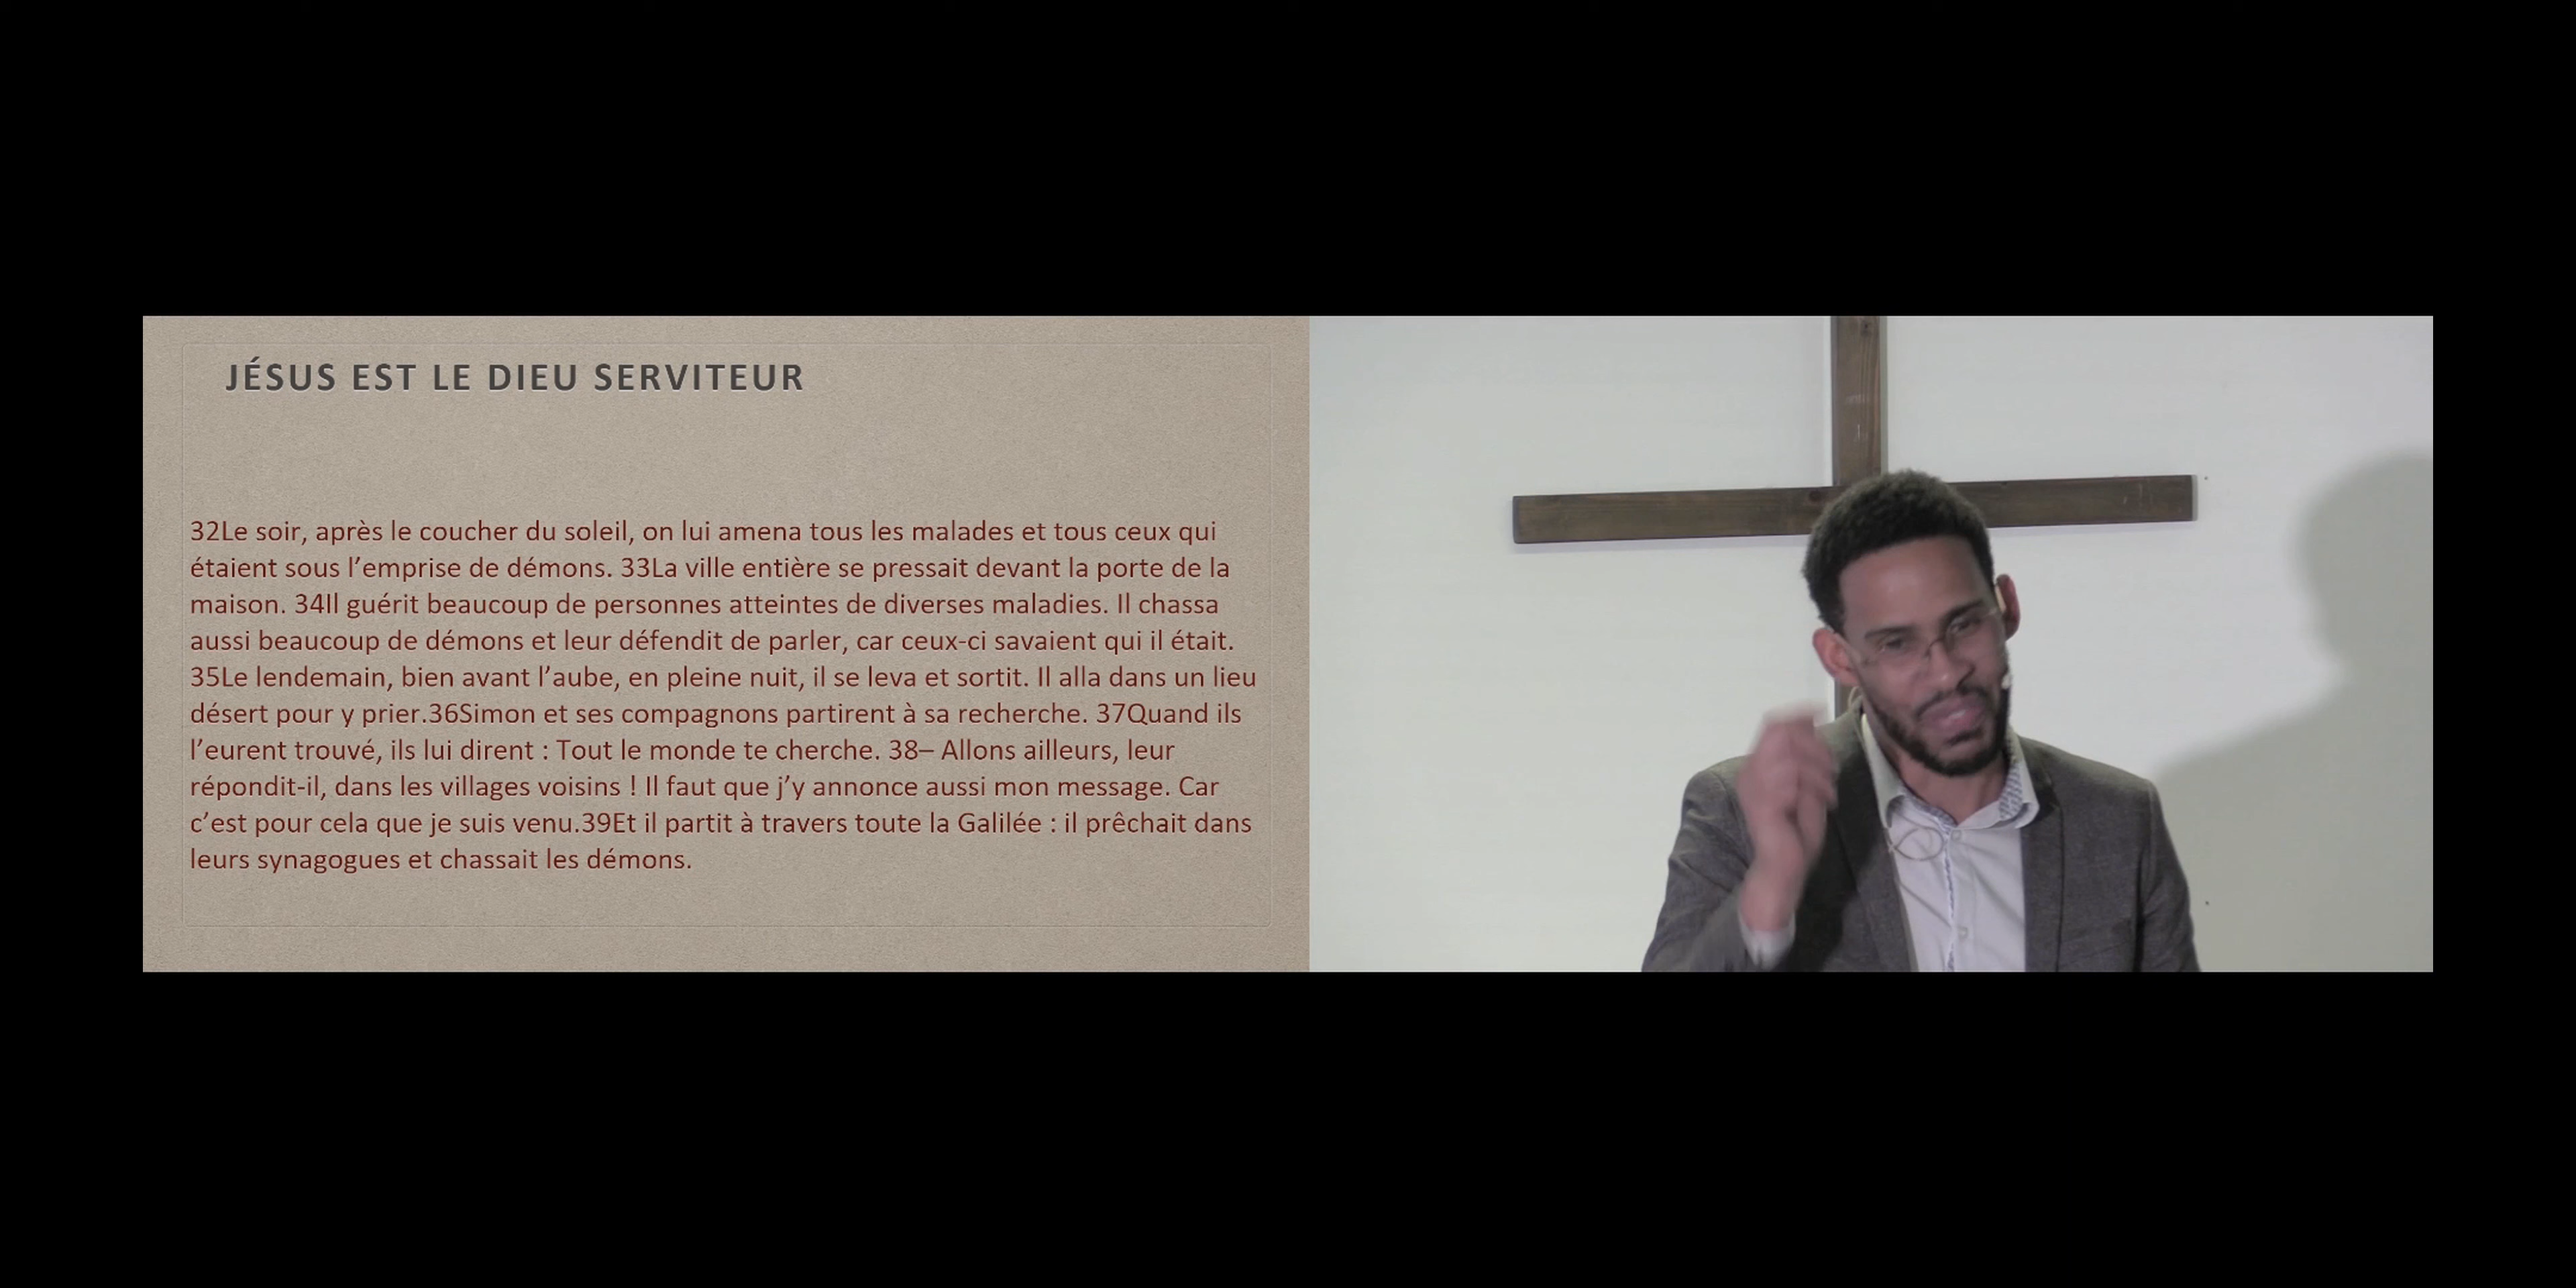 JÉSUS EST LE DIEU SERVITEUR
32Le soir, après le coucher du soleil, on lui amena tous les malades et tous ceux qui
étaient sous l’emprise de démons. 33La ville entière se pressait devant la porte de la
maison. 34Il guérit beaucoup de personnes atteintes de diverses maladies. Il chassa
aussi beaucoup de démons et leur défendit de parler, car ceux-ci savaient qui il était.
35Le lendemain, bien avant l’aube, en pleine nuit, il se leva et sortit. Il alla dans un lieu
désert pour y prier.36Simon et ses compagnons partirent à sa recherche. 37Quand ils
l’eurent trouvé, ils lui dirent : Tout le monde te cherche. 38– Allons ailleurs, leur
répondit-il, dans les villages voisins ! Il faut que j’y annonce aussi mon message. Car
c’est pour cela que je suis venu.39Et il partit à travers toute la Galilée : il prêchait dans
leurs synagogues et chassait les démons.